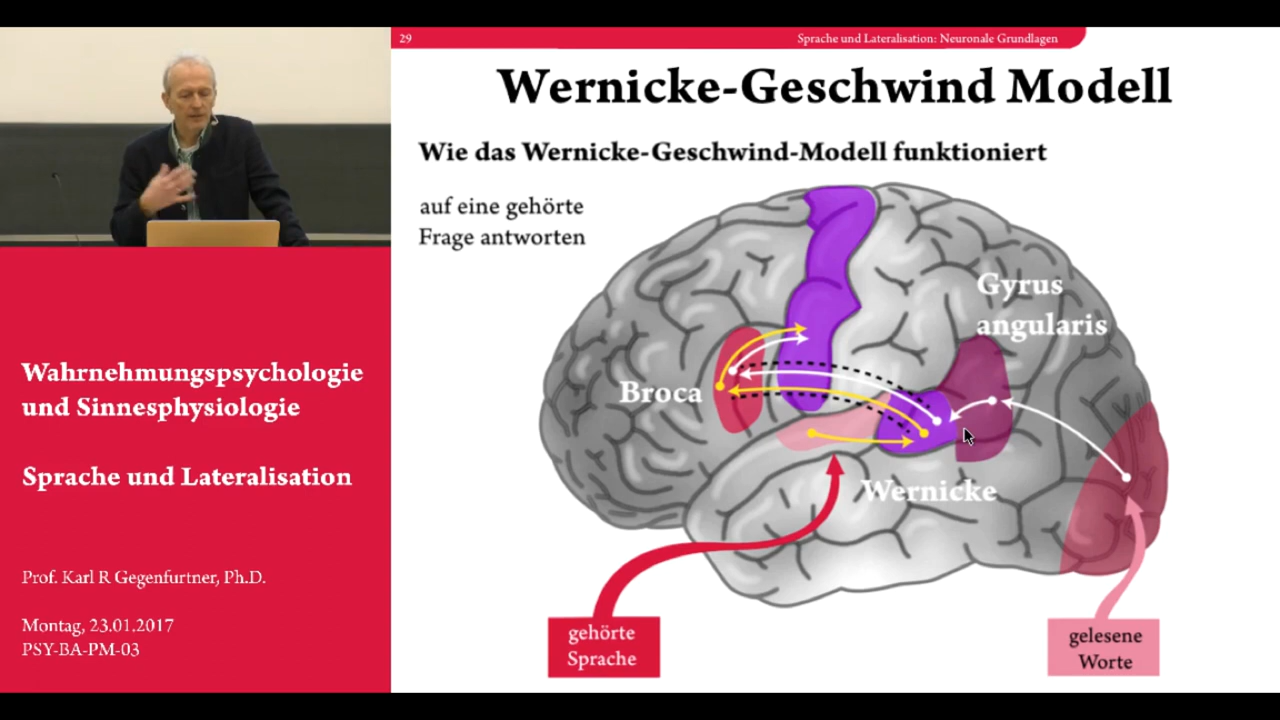 29
Sprache und Lateralisation: Neuronale Grundlagen
Wernicke-Geschwind Modell
Wie das Wernicke-Geschwind-Modell funktioniert
auf eine gehörte
Frage antworten
Gyrus
angularis
Broca
Wernicke
gehörte
Sprache
gelesene
Worte
Wahrnehmungspsychologie
und Sinnesphysiologie
Sprache und Lateralisation
Prof. Karl R Gegenfurtner, Ph.D.
Montag, 23.01.2017
PSY-BA-PM-03